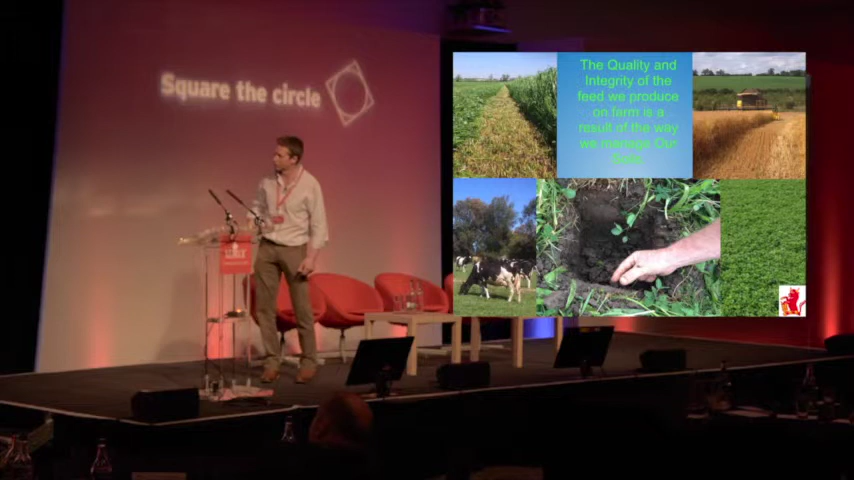 Square the circle
The Quality and
Integrity of the
feed we produce
on farm is a
result of the way
we manage Our